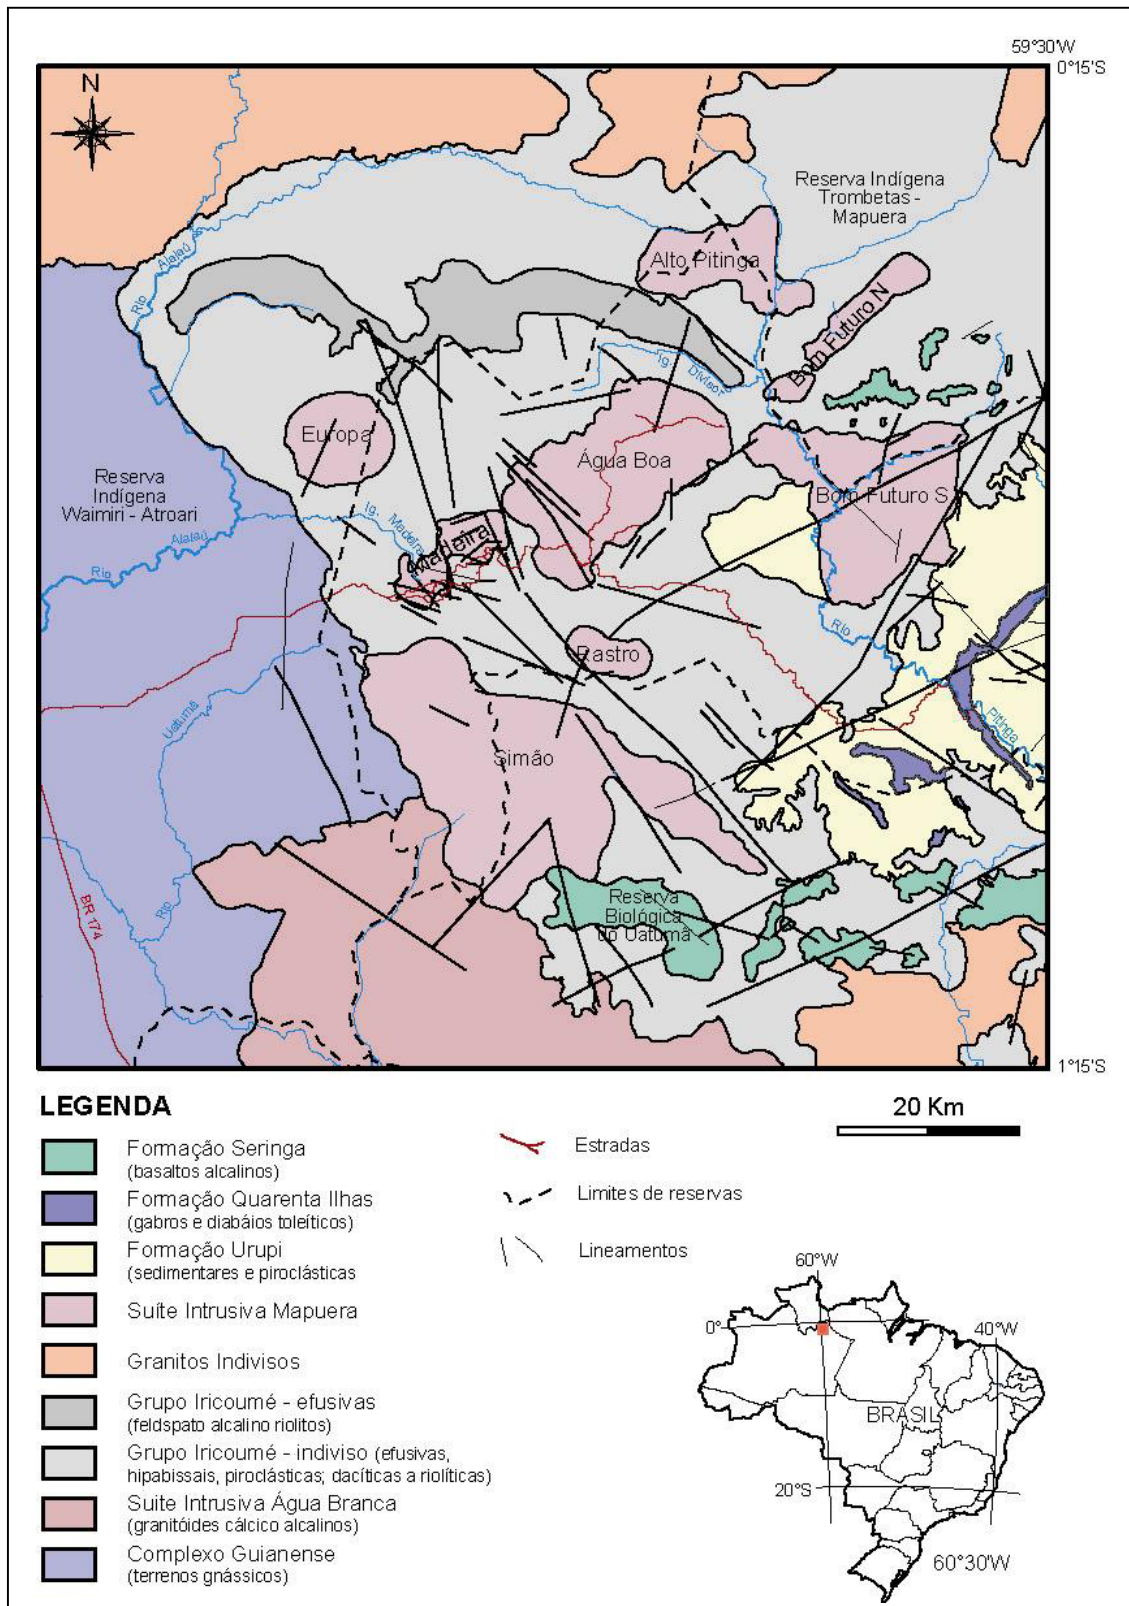 59°30'W
0°15'S
N
Reserva Indígena
Trombetas -
Mapuera
Rio
Alalaú
Alto Pitinga
Bom Futuro N
Ig. Divisor
Europa
Água Boa
Reserva
Indígena
Waimiri - Atroari
Bom Futuro S
Ig. Madeira
Madeira
Rio
Alalaú
Rio
Rastro
Uatumã
Pitinga
Simão
Reserva
Biológica
do Uatumã
BR 174
Rio
1°15'S
LEGENDA
20 Km
Formação Seringa
(basaltos alcalinos)
Formação Quarenta Ilhas
(gabros e diabáios toleíticos)
Formação Urupi
(sedimentares e piroclásticas
Suíte Intrusiva Mapuera
Granitos Indivisos
Grupo Iricoumé - efusivas
(feldspato alcalino riolitos)
Grupo Iricoumé - indiviso (efusivas,
hipabissais, piroclásticas; dacíticas a riolíticas)
Suite Intrusiva Água Branca
(granitóides cálcico alcalinos)
Complexo Guianense
(terrenos gnássicos)
Estradas
Limites de reservas
Lineamentos
60°W
0°
40°W
BRASIL
20°S
60°30'W